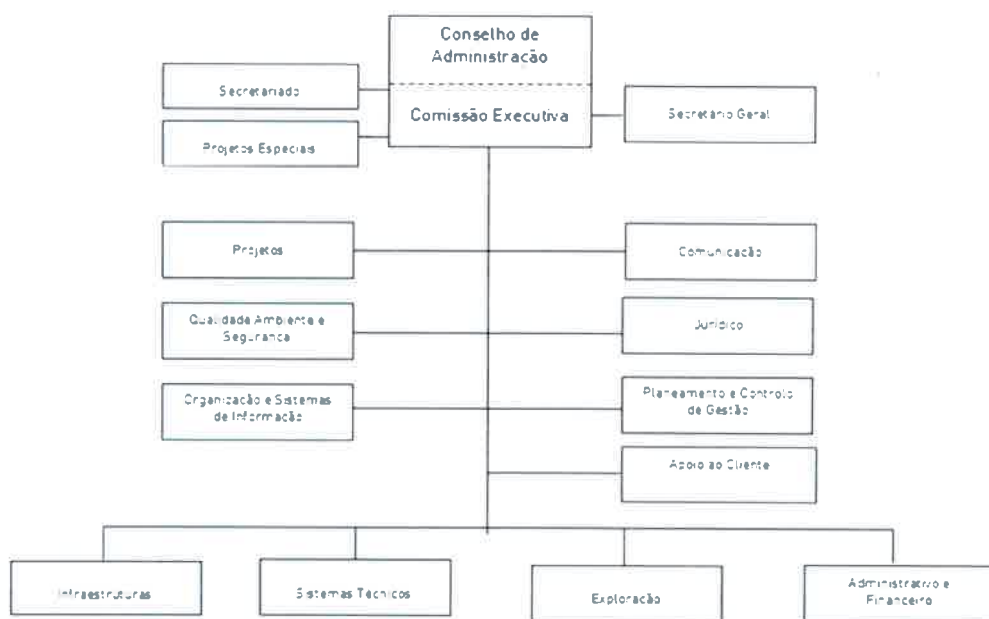 Conselho de
Administração
Secretariado
Comissão Executiva
Secretário Geral
Projetos Especiais
Projetos
Comunicação
Qualidade Ambiente e
Segurança
Jurídico
Organização e Sistemas
de Informação
Planeamento e Controlo
de Gestão
Apoio ao Cliente
Infraestruturas
Sistemas Técnicos
Exploração
Administrativo e
Financeiro